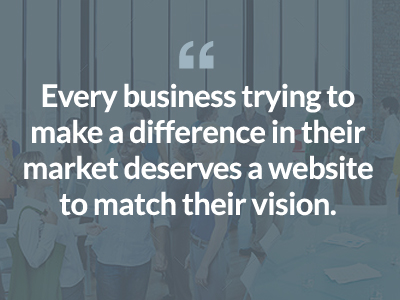 “
Every business trying to
make a difference in their
market deserves a website
to match their vision.